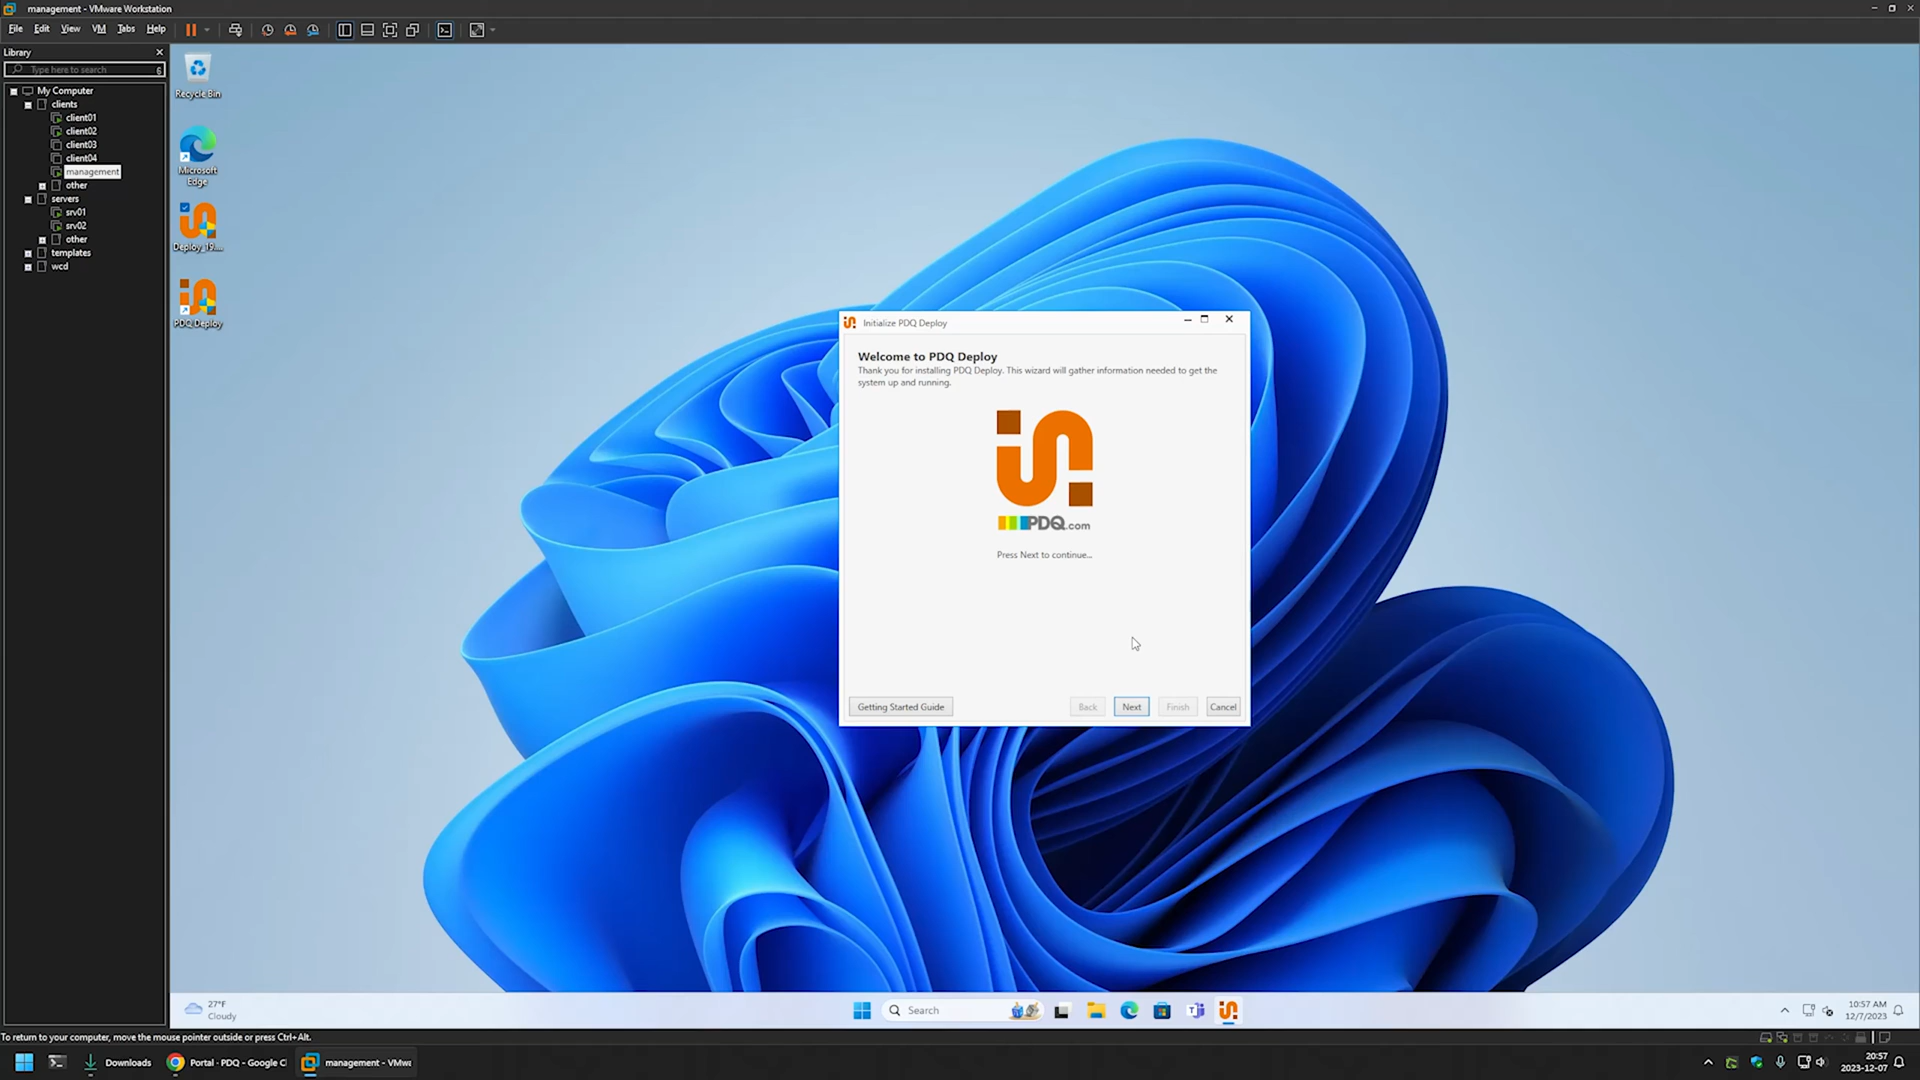 management - VMware Workstation
File Edit View VM Tabs Help
Library
Type here to search
My Computer
clients
client01
client02
client03
client04
management
other
servers
srv01
srv02
other
templates
wcd
Recycle Bin
Microsoft
Edge
Deploy_19....
PDQ Deploy
Initialize PDQ Deploy
Welcome to PDQ Deploy
Thank you for installing PDQ Deploy. This wizard will gather information needed to get the
system up and running.
PDQ.com
Press Next to continue...
Getting Started Guide Back Next Finish Cancel
27°F
Cloudy
Search
10:57 AM
12/7/2023
To return to your computer, move the mouse pointer outside or press Ctrl+Alt.
Downloads
Portal - PDQ - Google C
management - VMw
20:57
2023-12-07